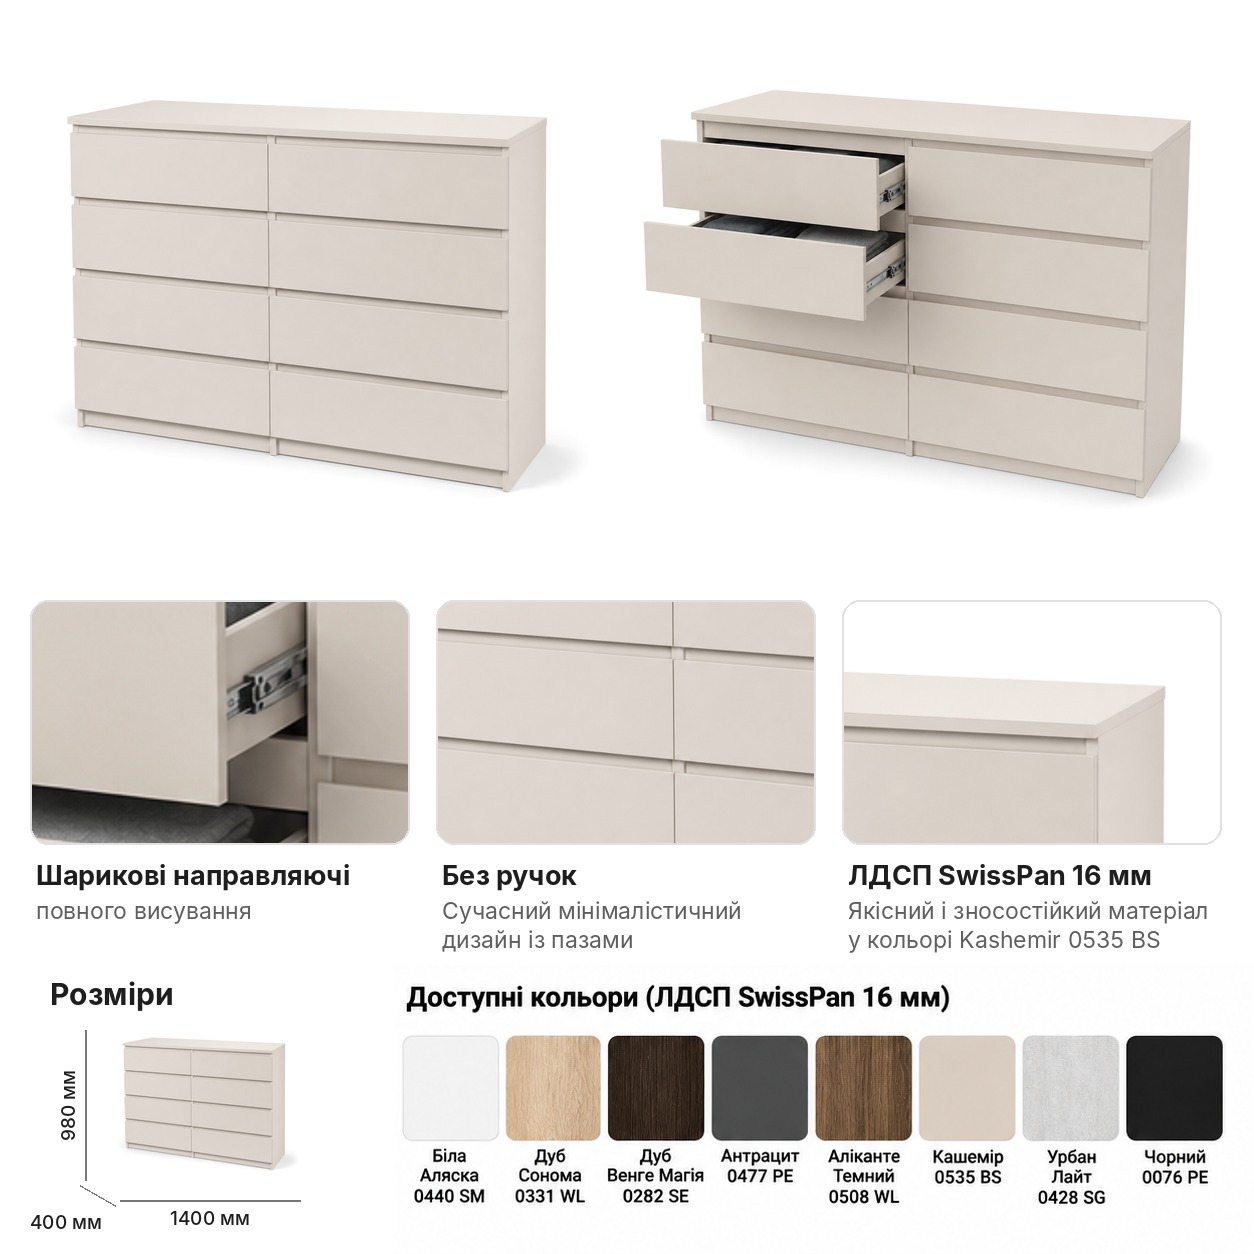 Шарикові направляючі
повного висування
Без ручок
Сучасний мінімалістичний
дизайн із пазами
ЛДСП SwissPan 16 мм
Якісний і зносостійкий матеріал
у кольорі Kashemir 0535 BS
Розміри
980 мм
400 мм
1400 мм
Доступні кольори (ЛДСП SwissPan 16 мм)
Біла
Аляска
0440 SM
Дуб
Сонома
0331 WL
Дуб
Венге Магія
0282 SE
Антрацит
0477 PE
Аліканте
Темний
0508 WL
Кашемір
0535 BS
Урбан
Лайт
0428 SG
Чорний
0076 PE